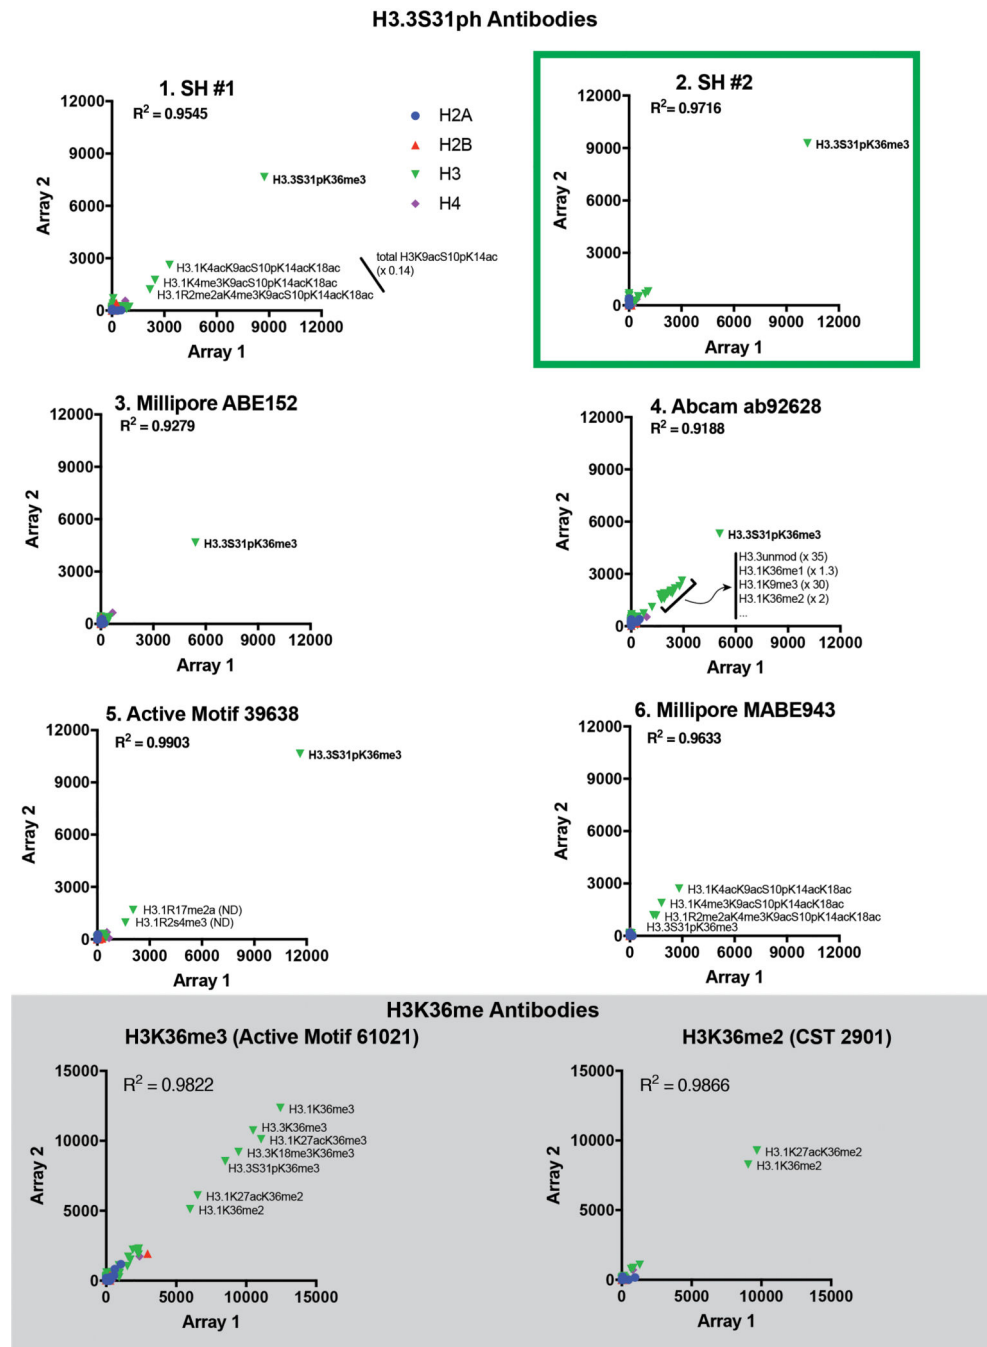 H3.3S31ph Antibodies
1. SH #1
R² = 0.9545
12000
9000
6000
3000
0
0 3000 6000 9000 12000
Array 2
Array 1
H3.3S31pK36me3
H3.1K4acK9acS10pK14acK18ac
H3.1K4me3K9acS10pK14acK18ac
H3.1R2me2aK4me3K9acS10pK14acK18ac
total H3K9acS10pK14ac
(x 0.14)
H2A
H2B
H3
H4
2. SH #2
R² = 0.9716
12000
9000
6000
3000
0
0 3000 6000 9000 12000
Array 2
Array 1
H3.3S31pK36me3
3. Millipore ABE152
R² = 0.9279
12000
9000
6000
3000
0
0 3000 6000 9000 12000
Array 2
Array 1
H3.3S31pK36me3
4. Abcam ab92628
R² = 0.9188
12000
9000
6000
3000
0
0 3000 6000 9000 12000
Array 2
Array 1
H3.3S31pK36me3
H3.3unmod (x 35)
H3.1K36me1 (x 1.3)
H3.1K9me3 (x 30)
H3.1K36me2 (x 2)
...
5. Active Motif 39638
R² = 0.9903
12000
9000
6000
3000
0
0 3000 6000 9000 12000
Array 2
Array 1
H3.3S31pK36me3
H3.1R17me2a (ND)
H3.1R2s4me3 (ND)
6. Millipore MABE943
R² = 0.9633
12000
9000
6000
3000
0
0 3000 6000 9000 12000
Array 2
Array 1
H3.1K4acK9acS10pK14acK18ac
H3.1K4me3K9acS10pK14acK18ac
H3.1R2me2aK4me3K9acS10pK14acK18ac
H3.3S31pK36me3
H3K36me Antibodies
H3K36me3 (Active Motif 61021)
R² = 0.9822
15000
10000
5000
0
0 5000 10000 15000
Array 2
Array 1
H3.1K36me3
H3.3K36me3
H3.1K27acK36me3
H3.3K18me3K36me3
H3.3S31pK36me3
H3.1K27acK36me2
H3.1K36me2
H3K36me2 (CST 2901)
R² = 0.9866
15000
10000
5000
0
0 5000 10000 15000
Array 2
Array 1
H3.1K27acK36me2
H3.1K36me2